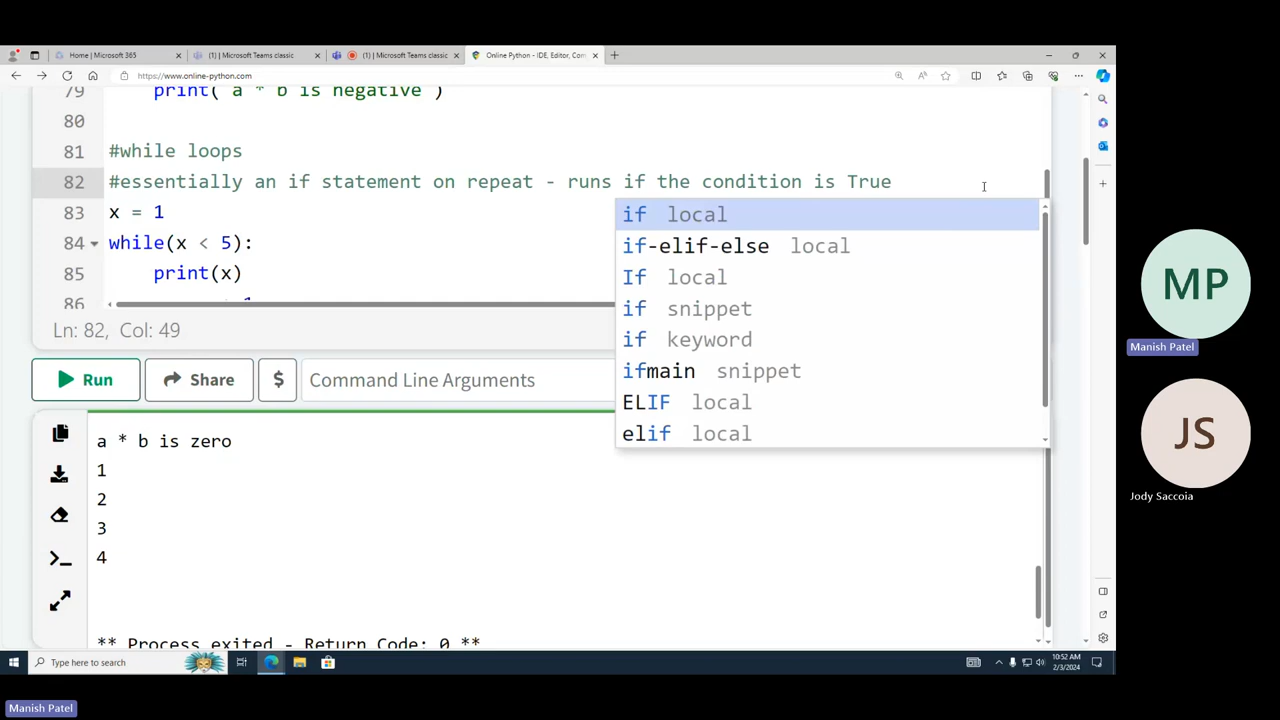 Home | Microsoft 365
(1) | Microsoft Teams classic
(1) | Microsoft Teams classic
Online Python - IDE, Editor, Com
https://www.online-python.com
79 print( a * b is negative )
80
81 #while loops
82 #essentially an if statement on repeat - runs if the condition is True
83 x = 1
84 while(x < 5):
85 print(x)
86
if local
if-elif-else local
If local
if snippet
if keyword
ifmain snippet
ELIF local
elif local
Ln: 82, Col: 49
Run
Share
$
Command Line Arguments
a * b is zero
1
2
3
4
** Process exited - Return Code: 0 **
MP
Manish Patel
JS
Jody Saccoia
Type here to search
10:52 AM
2/3/2024
Manish Patel